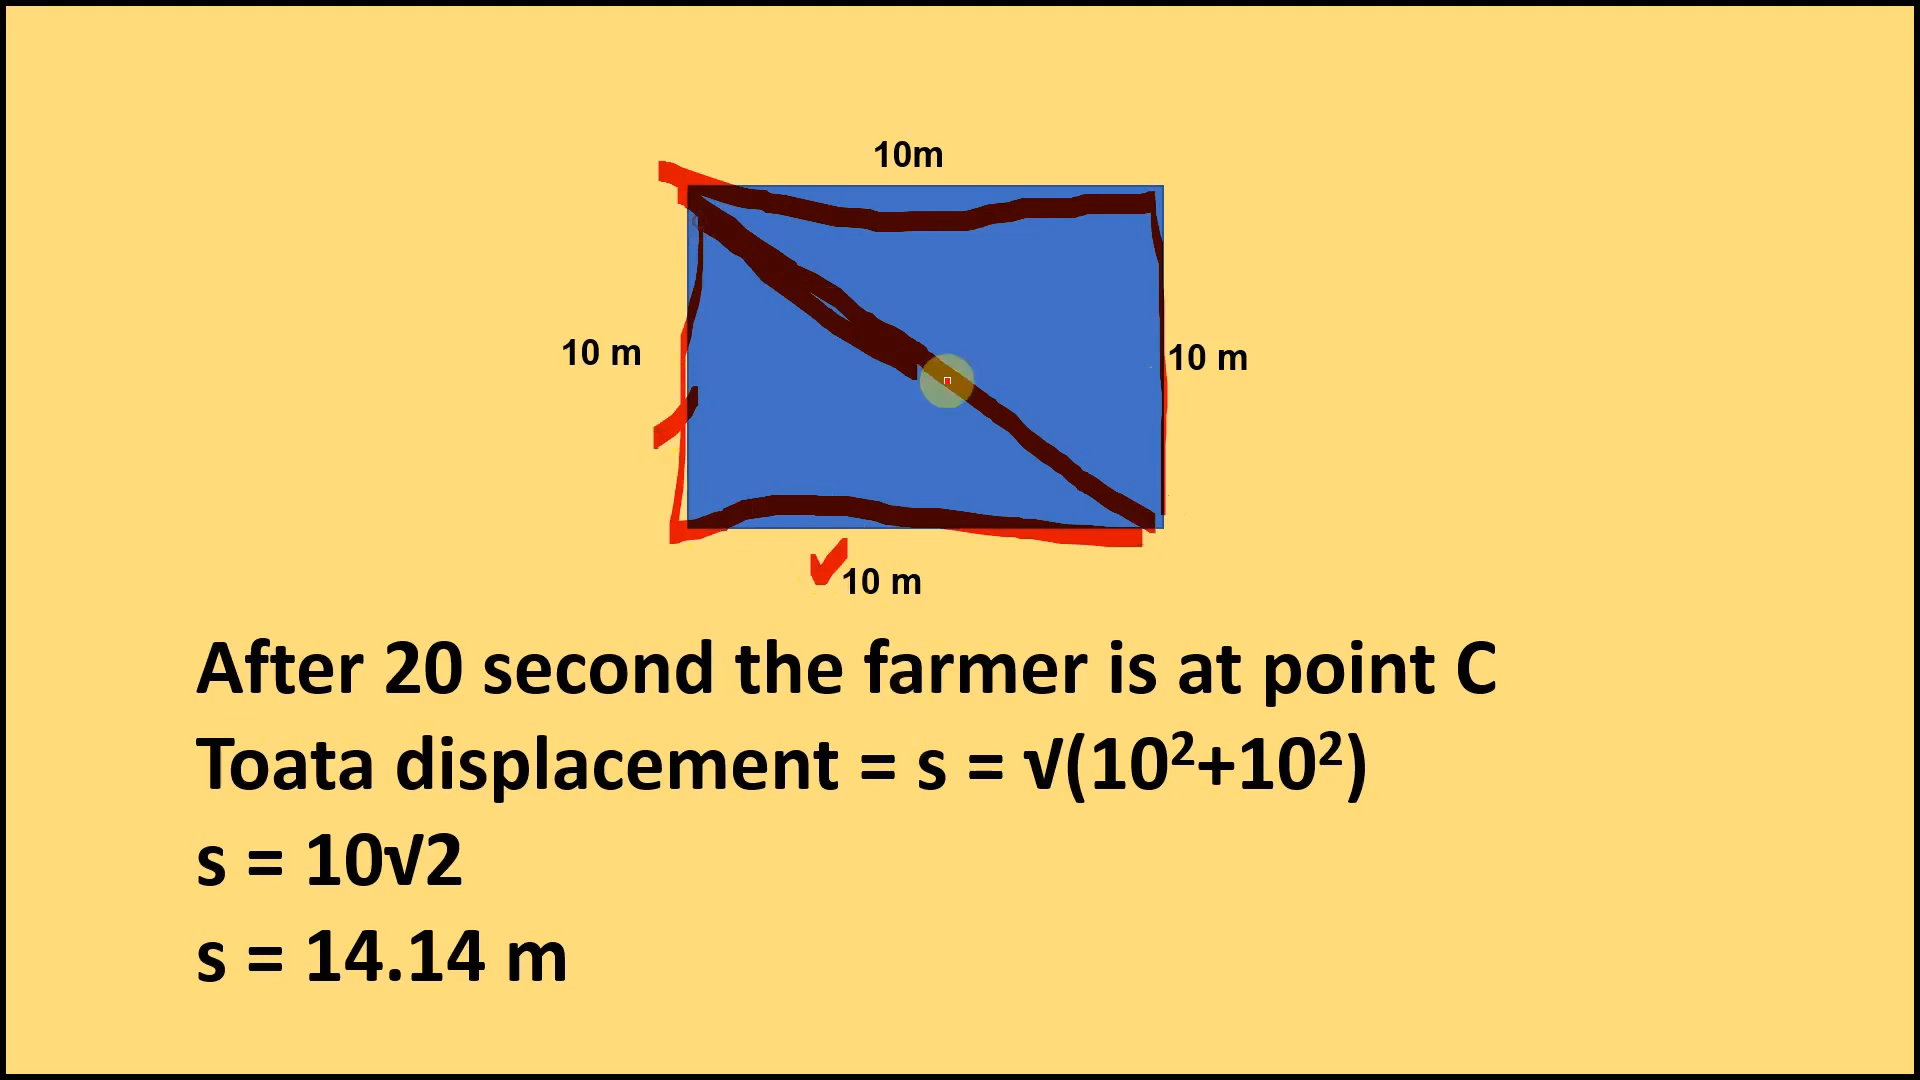 10m
10 m
10 m
10 m
After 20 second the farmer is at point C
Toata displacement = s = √(10²+10²)
s = 10√2
s = 14.14 m